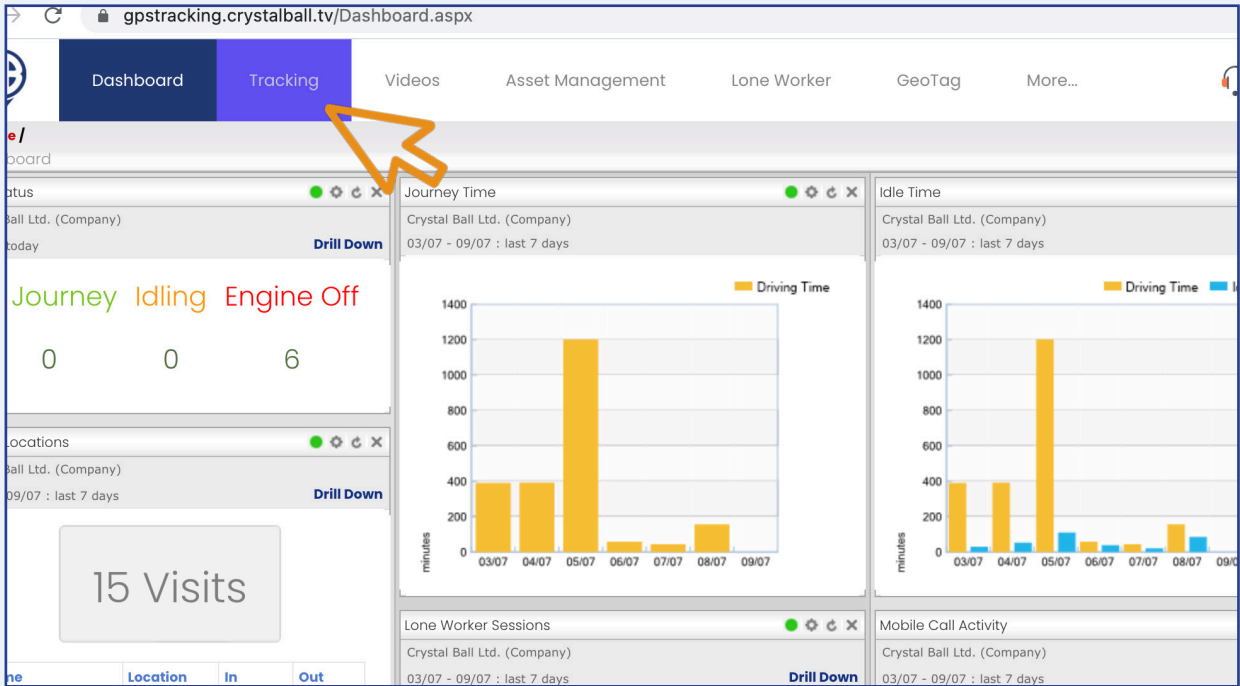 gpstracking.crystalball.tv/Dashboard.aspx
Dashboard Tracking Videos Asset Management Lone Worker GeoTag More...
e /
board
atus
Ball Ltd. (Company)
today Drill Down
Journey Idling Engine Off
0 0 6
Journey Time
Crystal Ball Ltd. (Company)
03/07 - 09/07 : last 7 days
Driving Time
1400
1200
1000
800
600
400
200
0
minutes
03/07 04/07 05/07 06/07 07/07 08/07 09/07
Idle Time
Crystal Ball Ltd. (Company)
03/07 - 09/07 : last 7 days
Driving Time
1400
1200
1000
800
600
400
200
0
minutes
03/07 04/07 05/07 06/07 07/07 08/07 09/0
Locations
Ball Ltd. (Company)
09/07 : last 7 days Drill Down
15 Visits
me Location In Out
Lone Worker Sessions
Crystal Ball Ltd. (Company)
03/07 - 09/07 : last 7 days Drill Down
Mobile Call Activity
Crystal Ball Ltd. (Company)
03/07 - 09/07 : last 7 days